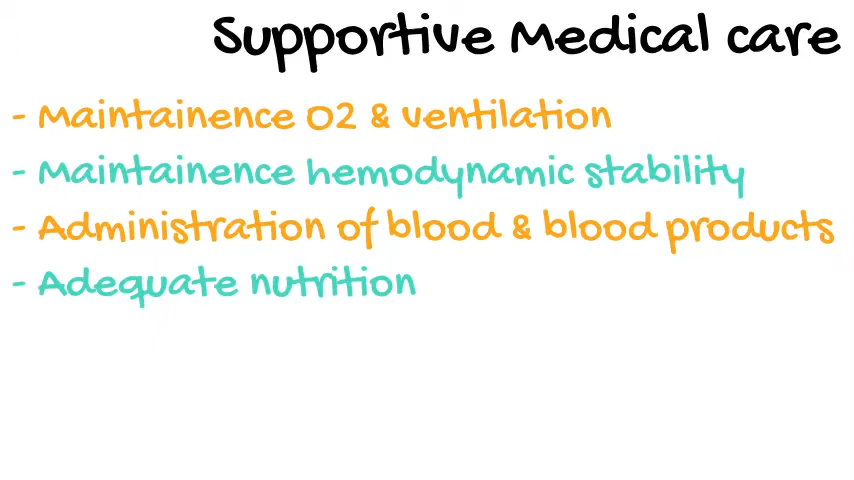 Supportive Medical care
- Maintainence O2 & ventilation
- Maintainence hemodynamic stability
- Administration of blood & blood products
- Adequate nutrition